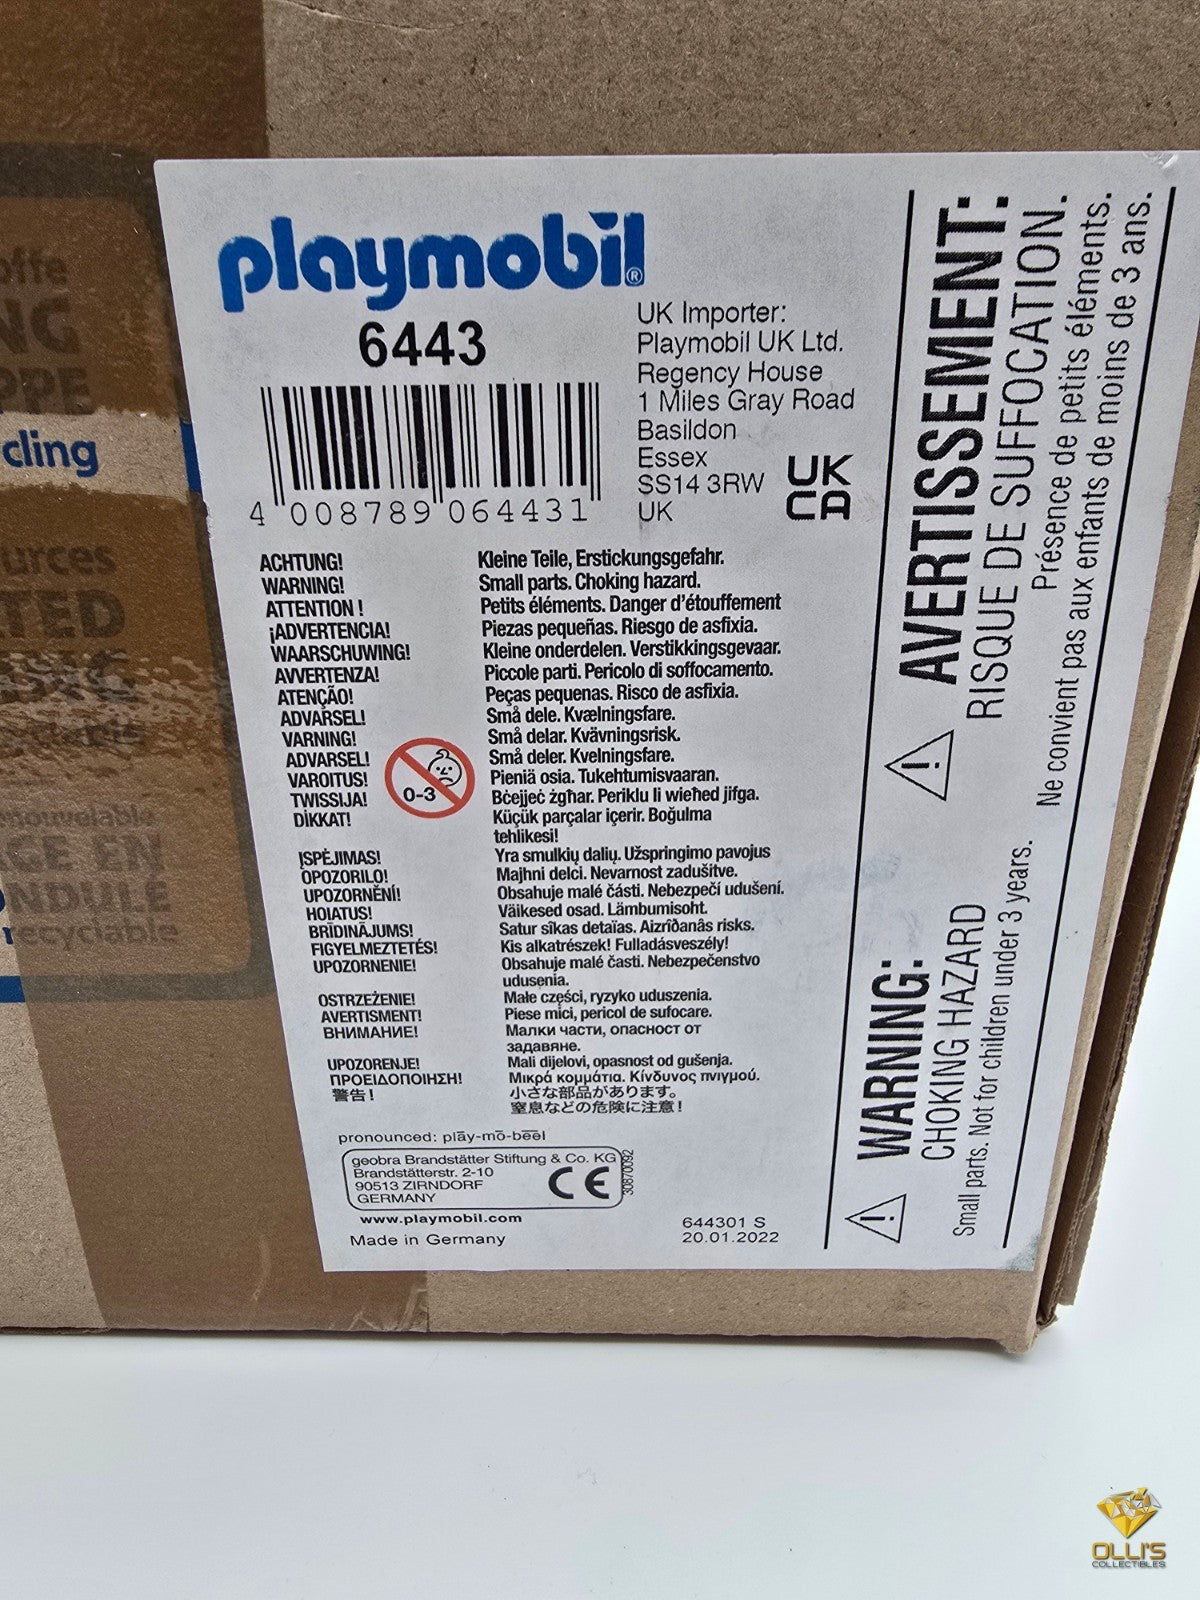 playmobil®
6443
4 008789 064431
UK Importer:
Playmobil UK Ltd.
Regency House
1 Miles Gray Road
Basildon
Essex
SS14 3RW
UK
UK
CA
ACHTUNG! Kleine Teile, Erstickungsgefahr.
WARNING! Small parts. Choking hazard.
ATTENTION ! Petits éléments. Danger d'étouffement
¡ADVERTENCIA! Piezas pequeñas. Riesgo de asfixia.
WAARSCHUWING! Kleine onderdelen. Verstikkingsgevaar.
AVVERTENZA! Piccole parti. Pericolo di soffocamento.
ATENÇÃO! Peças pequenas. Risco de asfixia.
ADVARSEL! Små dele. Kvælningsfare.
VARNING! Små delar. Kvävningsrisk.
ADVARSEL! Små deler. Kvelningsfare.
VAROITUS! Pieniä osia. Tukehtumisvaaran.
TWISSIJA! Bċejjeċ żgħar. Periklu li wieħed jifga.
DİKKAT! Küçük parçalar içerir. Boğulma
tehlikesi!
0-3
ĮSPĖJIMAS! Yra smulkių dalių. Užspringimo pavojus
OPOZORILO! Majhni delci. Nevarnost zadušitve.
UPOZORNĚNÍ! Obsahuje malé části. Nebezpečí udušení.
HOIATUS! Väikesed osad. Lämbumisoht.
BRĪDINĀJUMS! Satur sīkas detaļas. Aizrīšanās risks.
FIGYELMEZTETÉS! Kis alkatrészek! Fulladásveszély!
UPOZORNENIE! Obsahuje malé časti. Nebezpečenstvo
udusenia.
OSTRZEŻENIE! Małe części, ryzyko uduszenia.
AVERTISMENT! Piese mici, pericol de sufocare.
ВНИМАНИЕ! Малки части, опасност от
задавяне.
UPOZORENJE! Mali dijelovi, opasnost od gušenja.
ΠΡΟΕΙΔΟΠΟΙΗΣΗ! Μικρά κομμάτια. Κίνδυνος πνιγμού.
警告! 小さな部品があります。
窒息などの危険に注意!
pronounced: plāy-mō-bēēl
geobra Brandstätter Stiftung & Co. KG
Brandstätterstr. 2-10
90513 ZIRNDORF
GERMANY
CE
30870092
www.playmobil.com
Made in Germany
644301 S
20.01.2022
AVERTISSEMENT:
RISQUE DE SUFFOCATION.
Présence de petits éléments.
Ne convient pas aux enfants de moins de 3 ans.
WARNING:
CHOKING HAZARD
Small parts. Not for children under 3 years.
cling
recyclable
OLLI'S
COLLECTIBLES